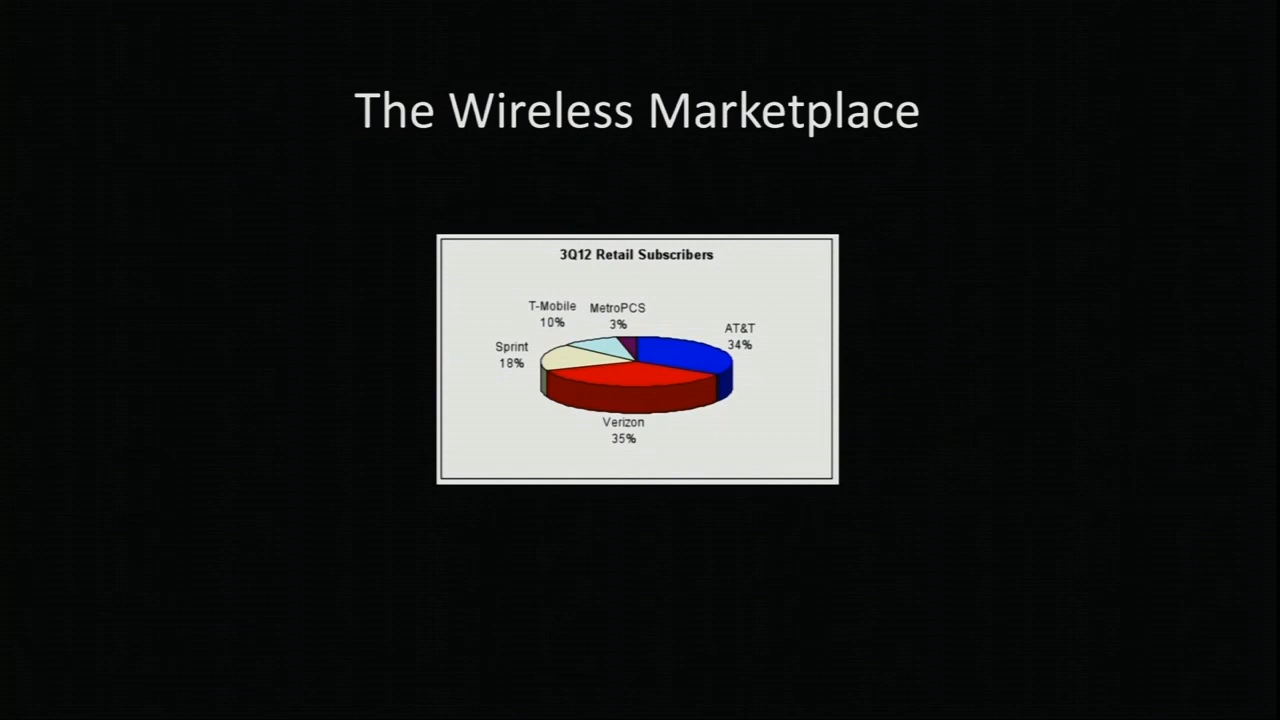 The Wireless Marketplace
3Q12 Retail Subscribers
T-Mobile
10%
MetroPCS
3%
AT&T
34%
Sprint
18%
Verizon
35%